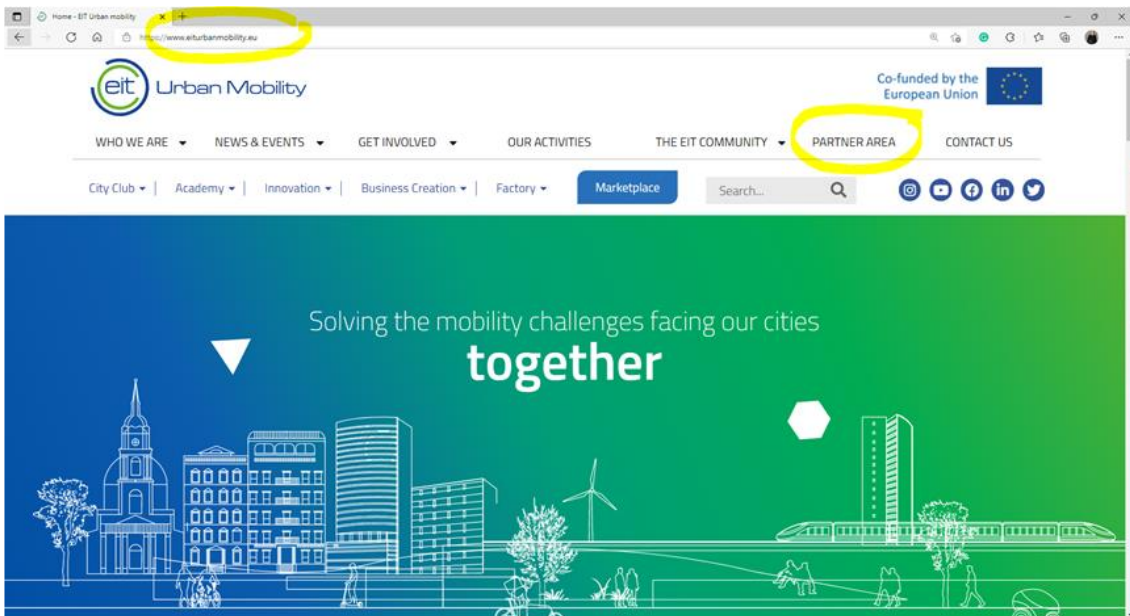 Home - EIT Urban mobility
https://www.eiturbanmobility.eu
eit Urban Mobility
Co-funded by the
European Union
WHO WE ARE NEWS & EVENTS GET INVOLVED OUR ACTIVITIES THE EIT COMMUNITY PARTNER AREA CONTACT US
City Club | Academy | Innovation | Business Creation | Factory Marketplace Search...
Solving the mobility challenges facing our cities
together